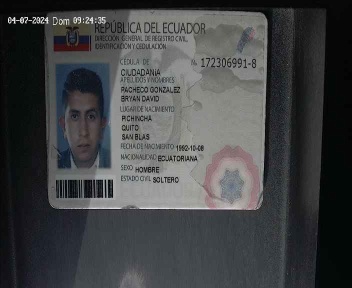 04-07-2024 Dom 09:24:35
REPÚBLICA DEL ECUADOR
DIRECCIÓN GENERAL DE REGISTRO CIVIL,
IDENTIFICACIÓN Y CEDULACIÓN
CÉDULA DE
CIUDADANÍA
No 172306991-8
APELLIDOS Y NOMBRES
PACHECO GONZALEZ
BRYAN DAVID
LUGAR DE NACIMIENTO
PICHINCHA
QUITO
SAN BLAS
FECHA DE NACIMIENTO 1992-10-08
NACIONALIDAD ECUATORIANA
SEXO HOMBRE
ESTADO CIVIL SOLTERO